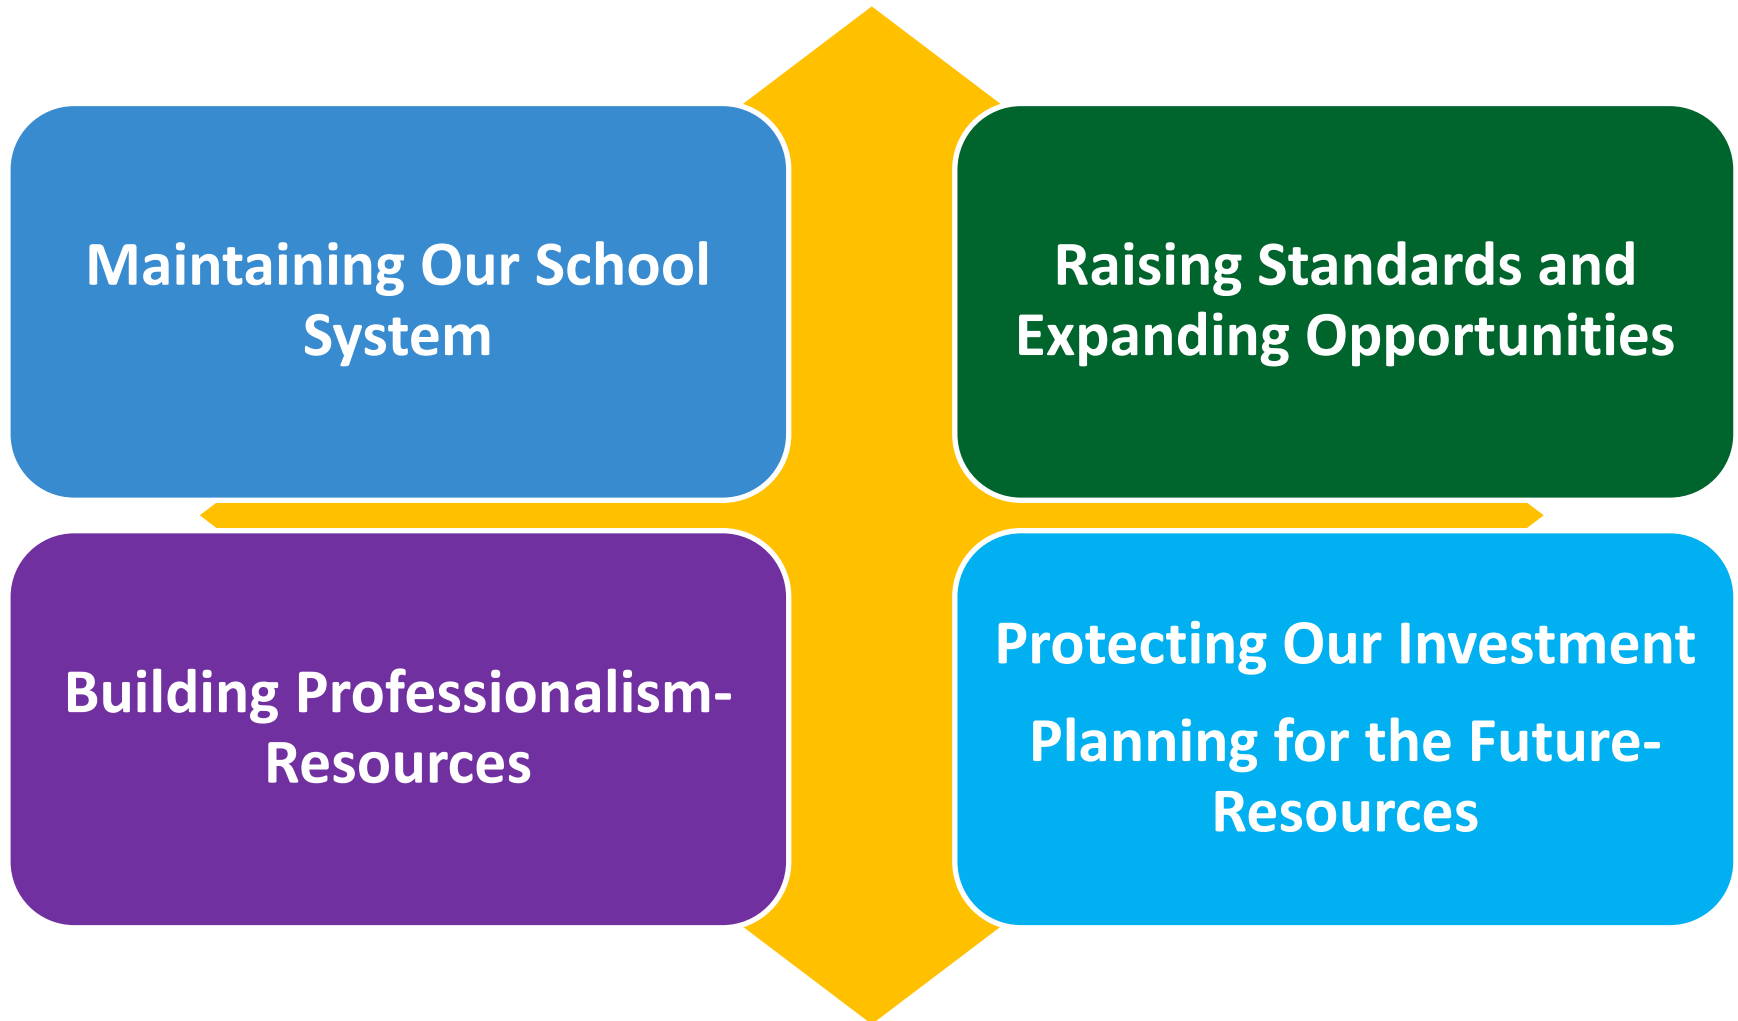 Maintaining Our School
System
Raising Standards and
Expanding Opportunities
Building Professionalism-
Resources
Protecting Our Investment
Planning for the Future-
Resources